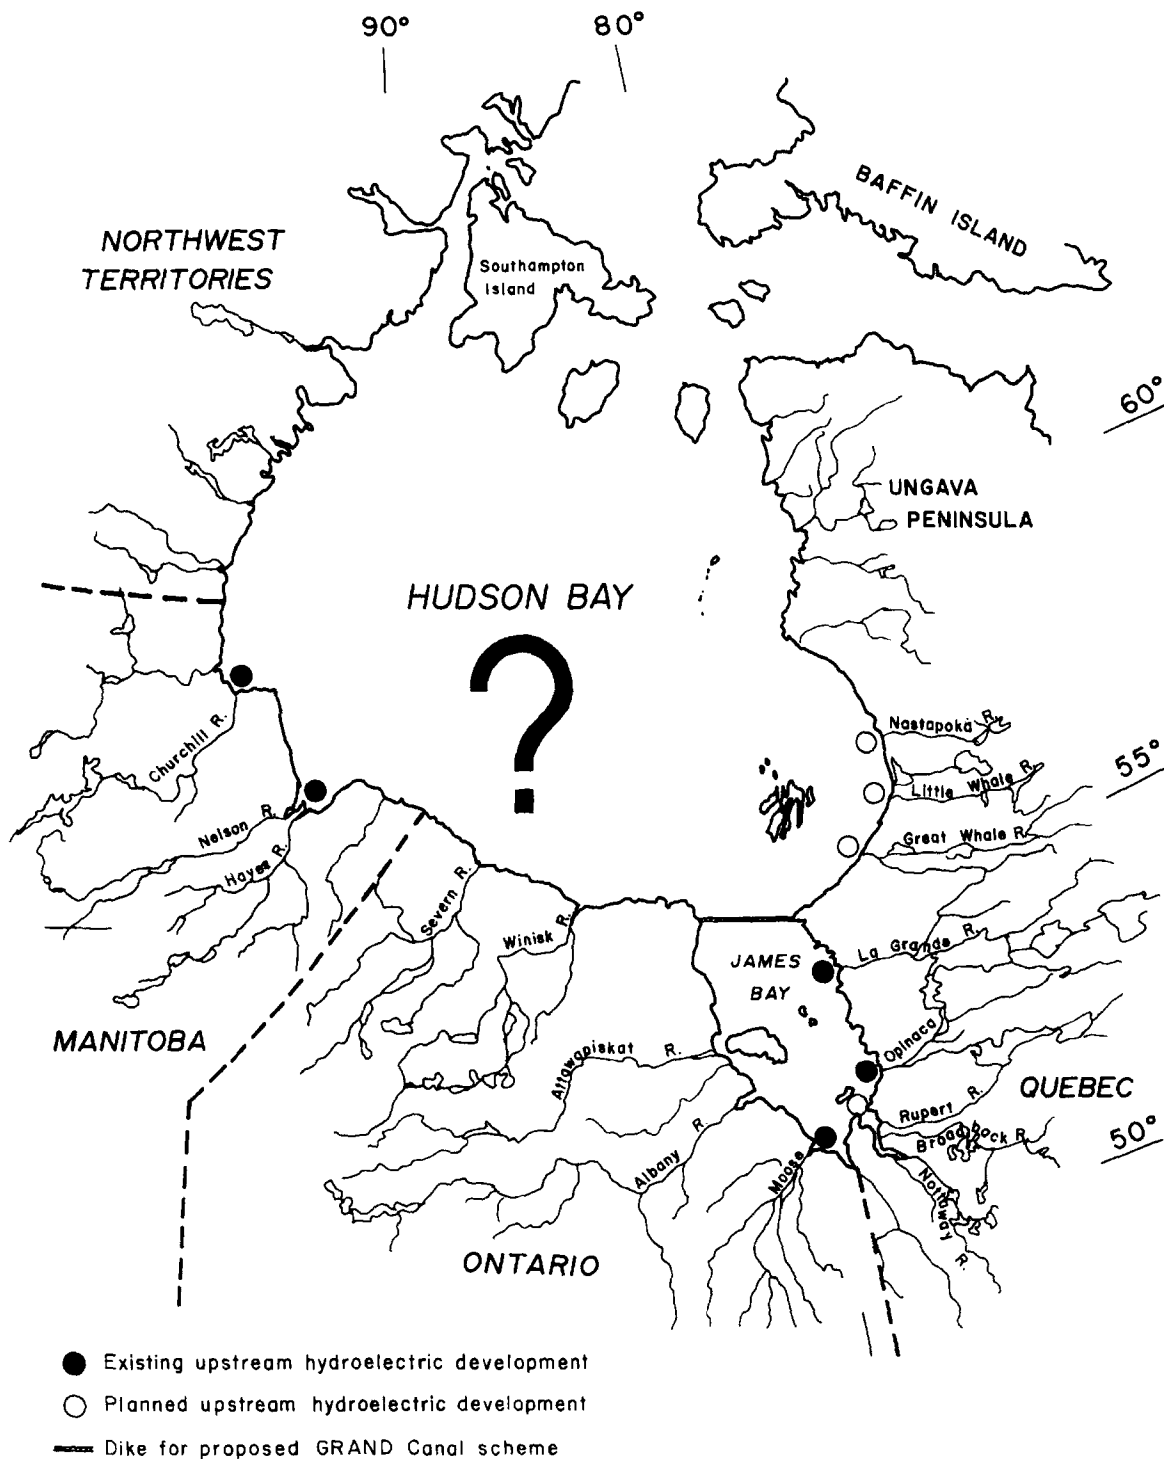 90°
80°
BAFFIN ISLAND
NORTHWEST
TERRITORIES
Southampton
Island
60°
UNGAVA
PENINSULA
HUDSON BAY
?
Nastapoka R.
55°
Little Whale R.
Churchill R.
Great Whale R.
Nelson R.
Hayes R.
Severn R.
Winisk R.
La Grande R.
JAMES
BAY
MANITOBA
Opinaca
Attawapiskat R.
QUEBEC
Rupert R.
Broadback R.
50°
Albany R.
Moose
Nottaway R.
ONTARIO
Existing upstream hydroelectric development
Planned upstream hydroelectric development
Dike for proposed GRAND Canal scheme